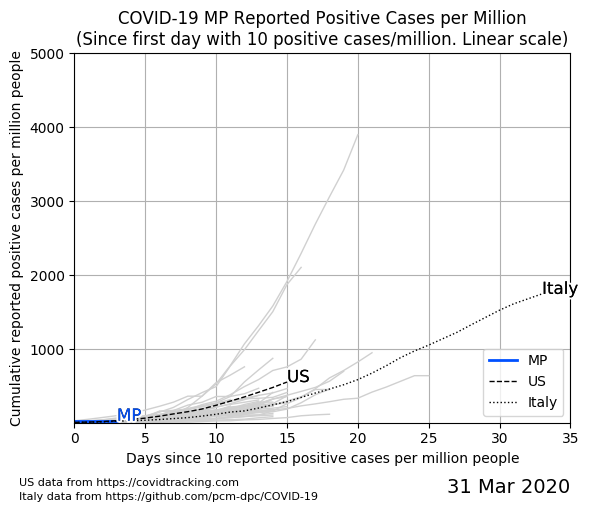 COVID-19 MP Reported Positive Cases per Million
(Since first day with 10 positive cases/million. Linear scale)
Cumulative reported positive cases per million people
5000
4000
3000
2000
1000
Italy
US
MP
MP
US
Italy
0 5 10 15 20 25 30 35
Days since 10 reported positive cases per million people
US data from https://covidtracking.com
Italy data from https://github.com/pcm-dpc/COVID-19
31 Mar 2020